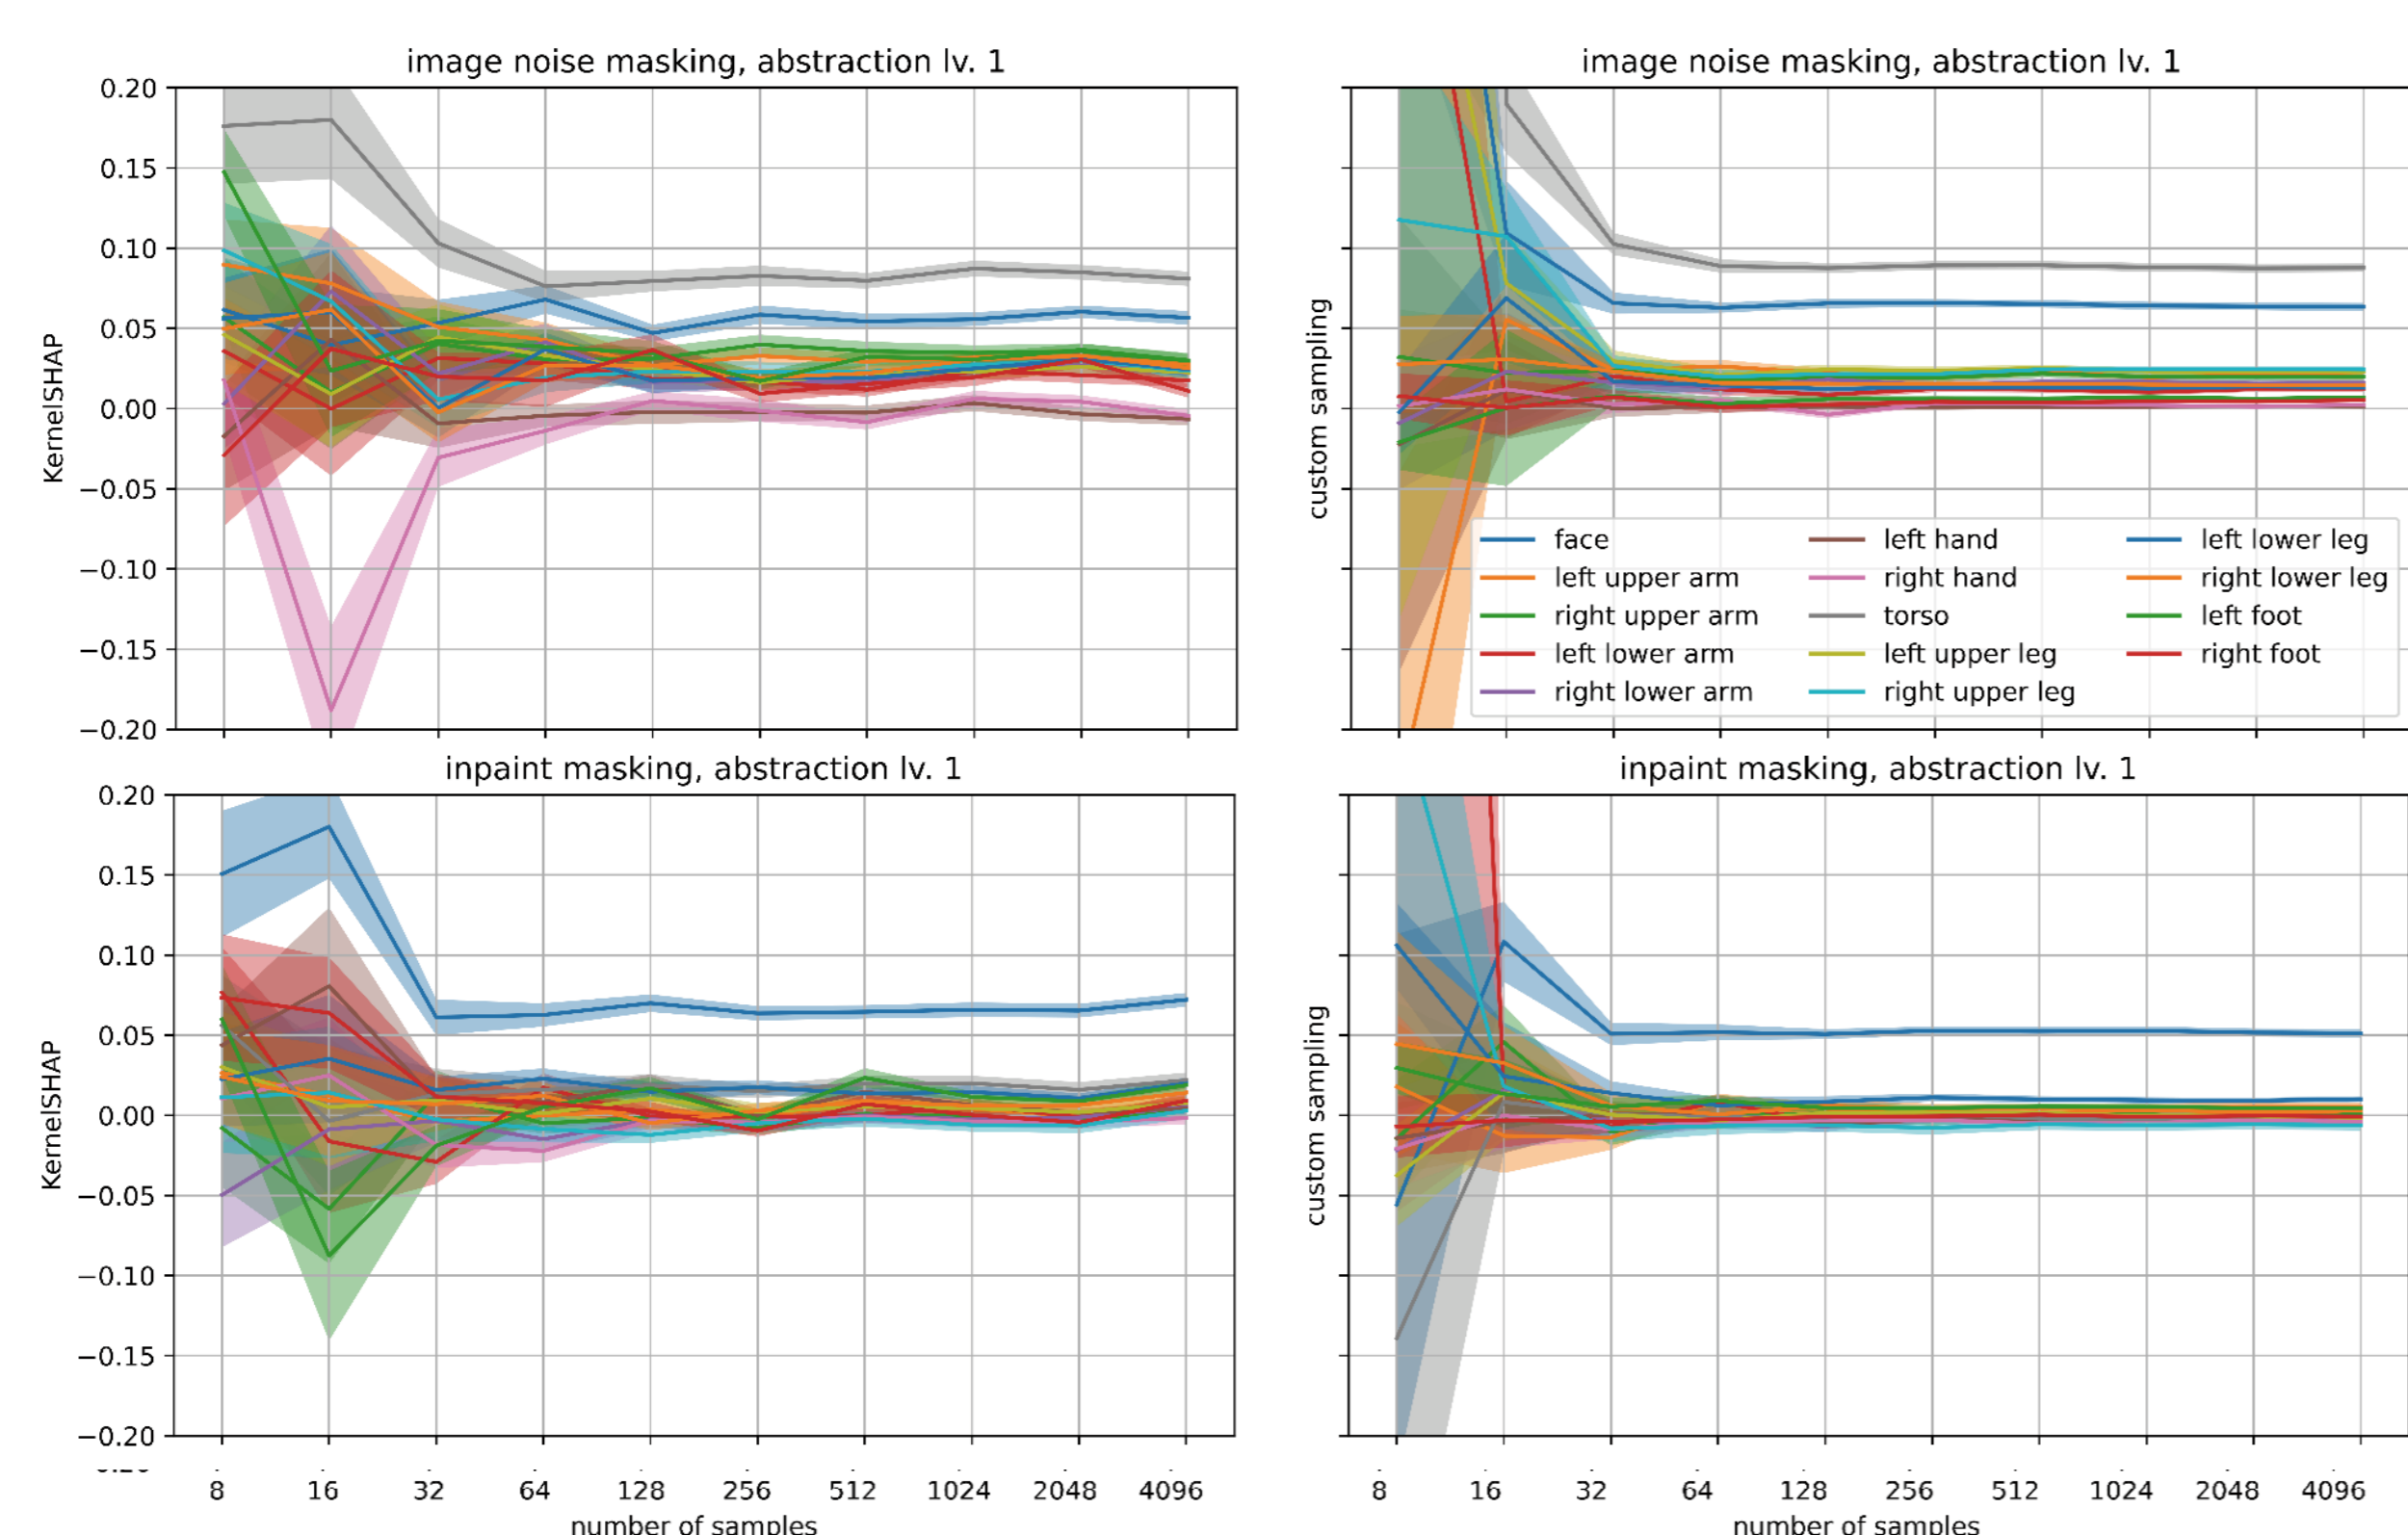 image noise masking, abstraction lv. 1
0.20
0.15
0.10
0.05
0.00
−0.05
−0.10
−0.15
−0.20
KernelSHAP
image noise masking, abstraction lv. 1
custom sampling
face
left upper arm
right upper arm
left lower arm
right lower arm
left hand
right hand
torso
left upper leg
right upper leg
left lower leg
right lower leg
left foot
right foot
inpaint masking, abstraction lv. 1
0.20
0.15
0.10
0.05
0.00
−0.05
−0.10
−0.15
−0.20
KernelSHAP
8 16 32 64 128 256 512 1024 2048 4096
number of samples
inpaint masking, abstraction lv. 1
custom sampling
8 16 32 64 128 256 512 1024 2048 4096
number of samples